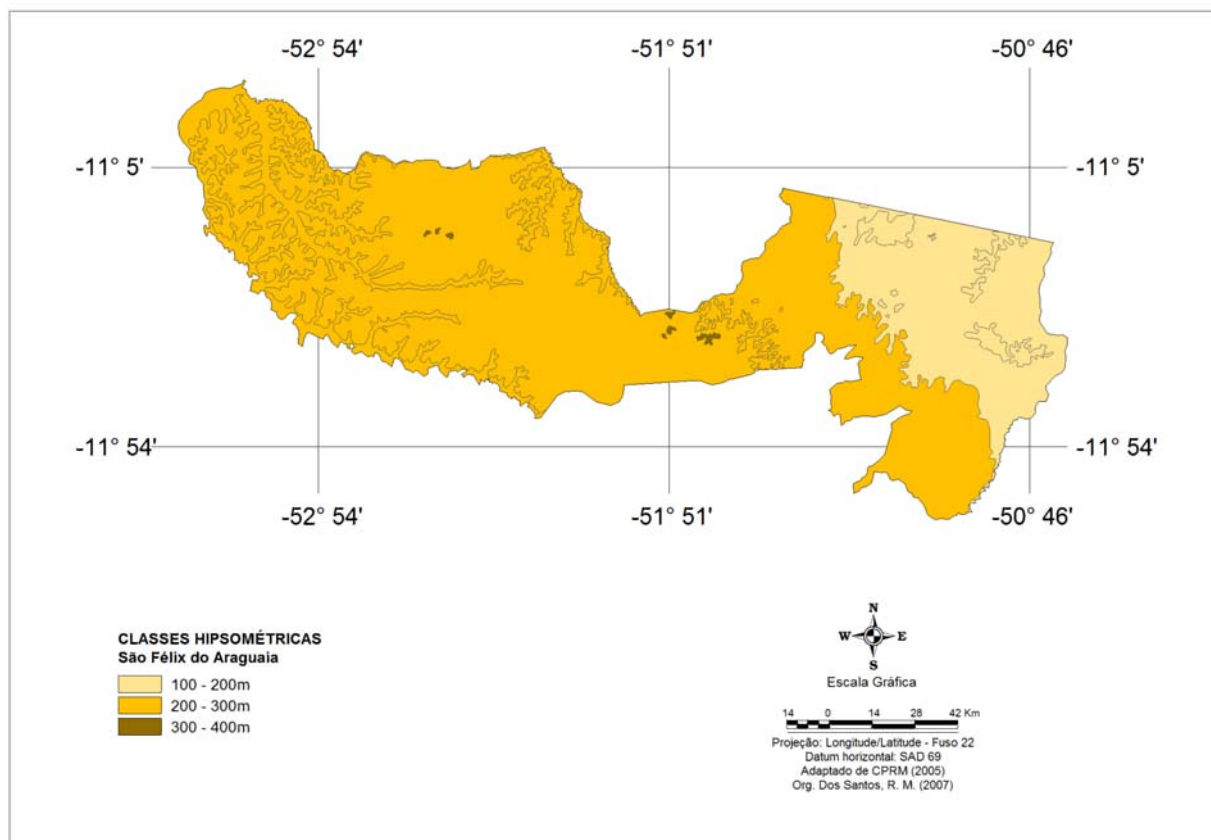 -52° 54' -51° 51' -50° 46'
-11° 5' -11° 5'
-11° 54' -11° 54'
-52° 54' -51° 51' -50° 46'
CLASSES HIPSOMÉTRICAS
São Félix do Araguaia
100 - 200m
200 - 300m
300 - 400m
N
W E
S
Escala Gráfica
14 0 14 28 42 Km
Projeção: Longitude/Latitude - Fuso 22
Datum horizontal: SAD 69
Adaptado de CPRM (2005)
Org. Dos Santos, R. M. (2007)